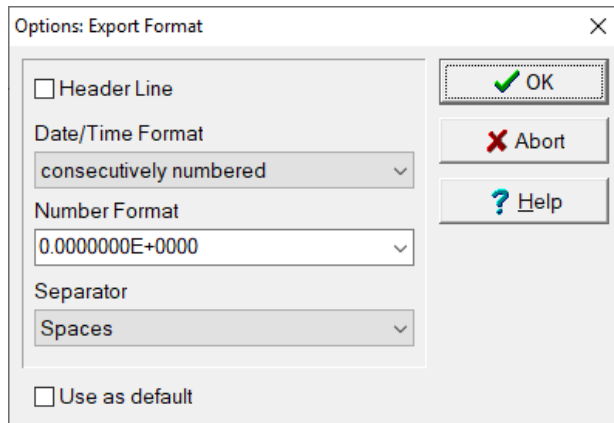 Options: Export Format
Header Line
Date/Time Format
consecutively numbered
Number Format
0.0000000E+0000
Separator
Spaces
Use as default
OK
Abort
Help